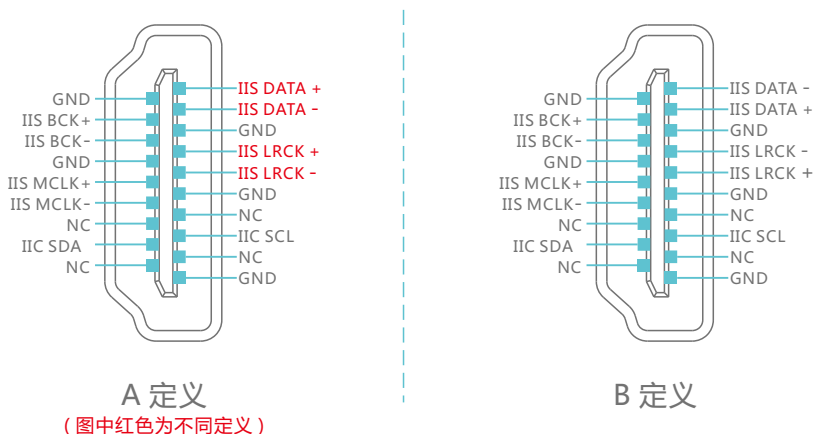 IIS DATA +
GND
IIS DATA -
IIS BCK+
GND
IIS BCK-
IIS LRCK +
GND
IIS LRCK -
IIS MCLK+
GND
IIS MCLK-
NC
NC
IIC SCL
IIC SDA
NC
NC
GND
A 定义
(图中红色为不同定义)
IIS DATA -
GND
IIS DATA +
IIS BCK+
GND
IIS BCK-
IIS LRCK -
GND
IIS LRCK +
IIS MCLK+
GND
IIS MCLK-
NC
NC
IIC SCL
IIC SDA
NC
NC
GND
B 定义